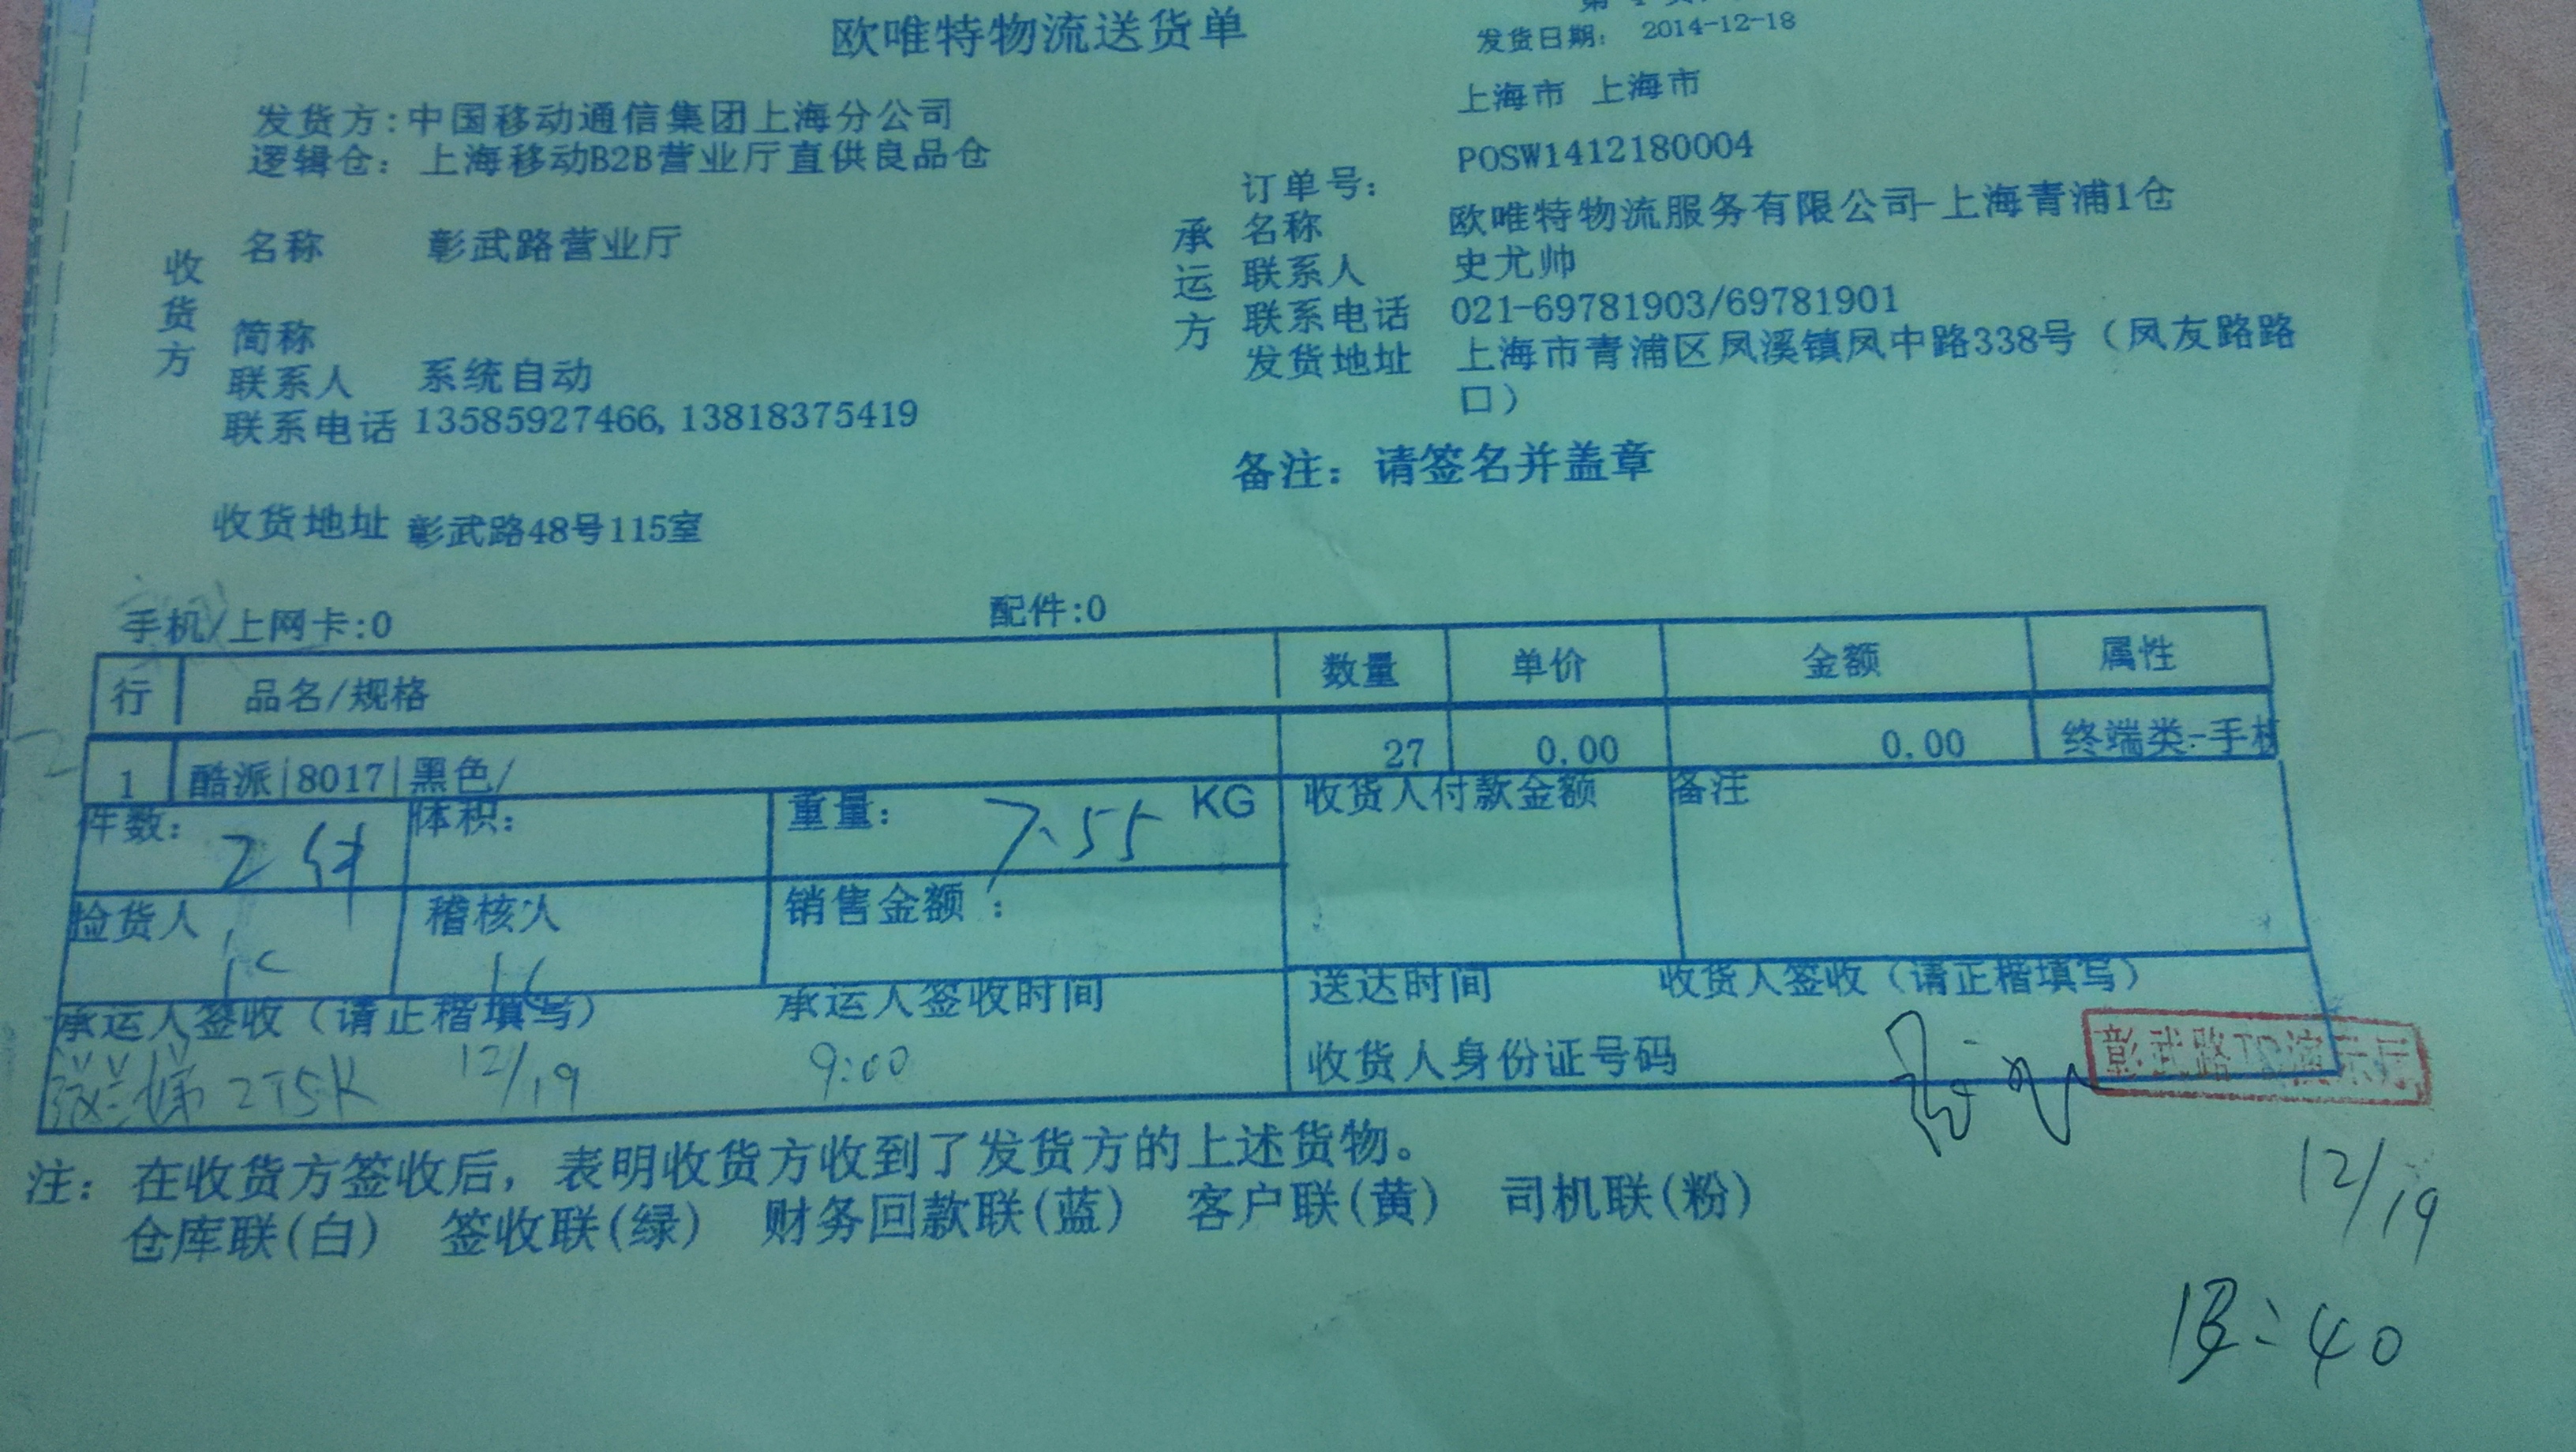 欧唯特物流送货单
发货日期: 2014-12-18
上海市 上海市
发货方:中国移动通信集团上海分公司
逻辑仓: 上海移动B2B营业厅直供良品仓
订单号: POSW1412180004
收货方
名称 彰武路营业厅
简称
联系人 系统自动
联系电话 13585927466, 13818375419
收货地址 彰武路48号115室
承运方
名称 欧唯特物流服务有限公司-上海青浦1仓
联系人 史尤帅
联系电话 021-69781903/69781901
发货地址 上海市青浦区凤溪镇凤中路338号（凤友路路
口）
备注: 请签名并盖章
手机/上网卡:0 配件:0
行 品名/规格 数量 单价 金额 属性
1 酷派|8017|黑色/ 27 0.00 0.00 终端类-手机
件数: 2件 体积: 重量: 7.55 KG 收货人付款金额 备注
捡货人 稽核人 销售金额:
承运人签收（请正楷填写） 承运人签收时间 送达时间 收货人签收（请正楷填写）
12/19 9:00 收货人身份证号码
彰武路 演示厅
注: 在收货方签收后，表明收货方收到了发货方的上述货物。
仓库联(白) 签收联(绿) 财务回款联(蓝) 客户联(黄) 司机联(粉)
12/19
:40